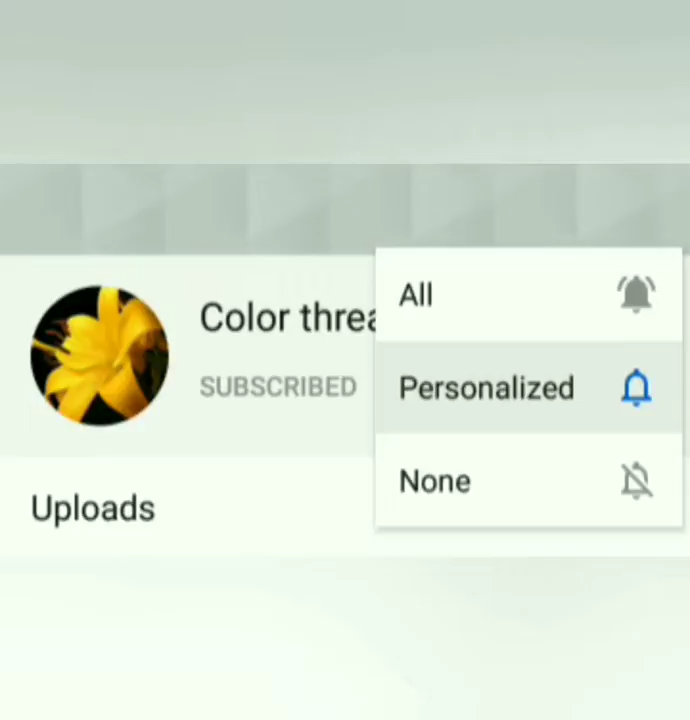 Color threa
SUBSCRIBED
Uploads
All
Personalized
None